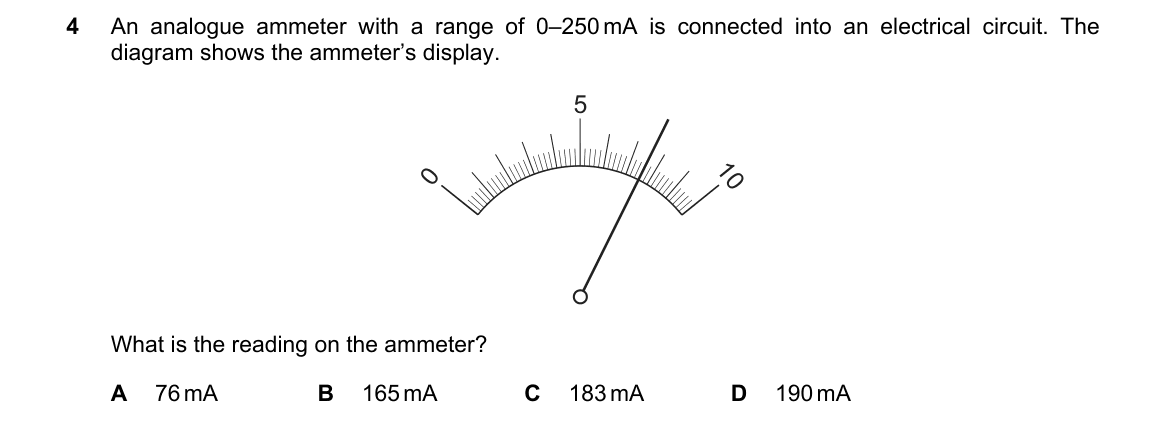 4 An analogue ammeter with a range of 0–250 mA is connected into an electrical circuit. The
diagram shows the ammeter's display.
5
0
10
What is the reading on the ammeter?
A 76 mA B 165 mA C 183 mA D 190 mA